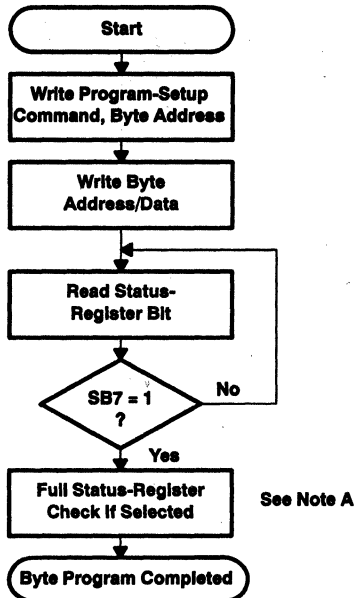 Start
Write Program-Setup
Command, Byte Address
Write Byte
Address/Data
Read Status-
Register Bit
SB7 = 1
?
No
Yes
Full Status-Register
Check if Selected
See Note A
Byte Program Completed